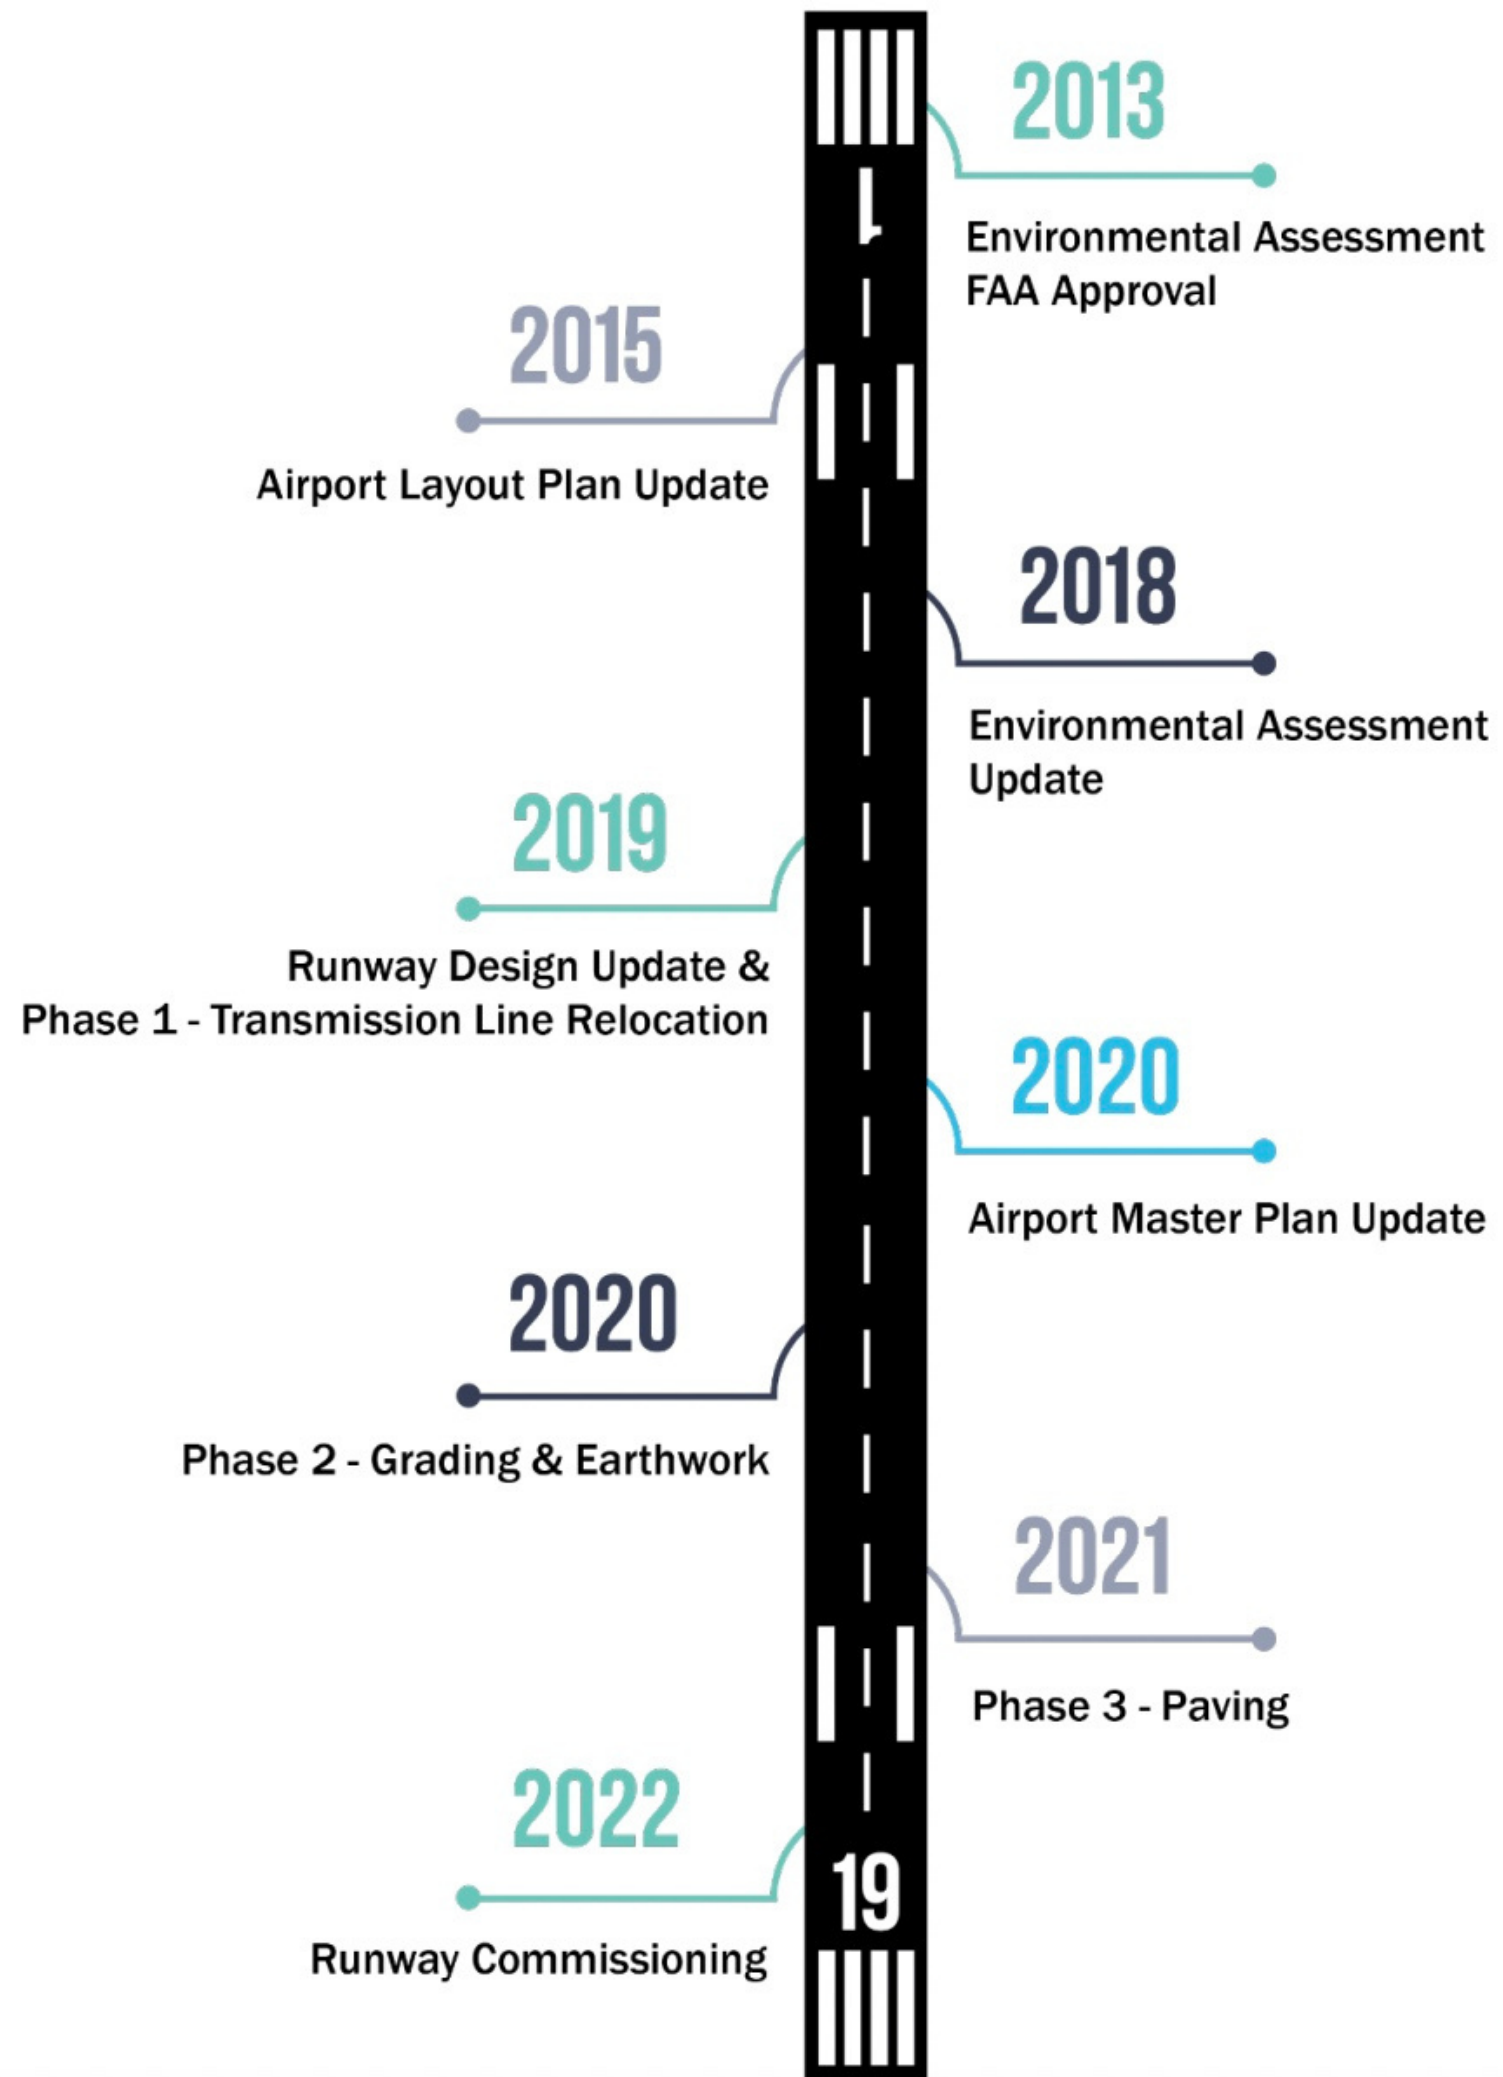 1
2013
Environmental Assessment
FAA Approval
2015
Airport Layout Plan Update
2018
Environmental Assessment
Update
2019
Runway Design Update &
Phase 1 - Transmission Line Relocation
2020
Airport Master Plan Update
2020
Phase 2 - Grading & Earthwork
2021
Phase 3 - Paving
2022
Runway Commissioning
19